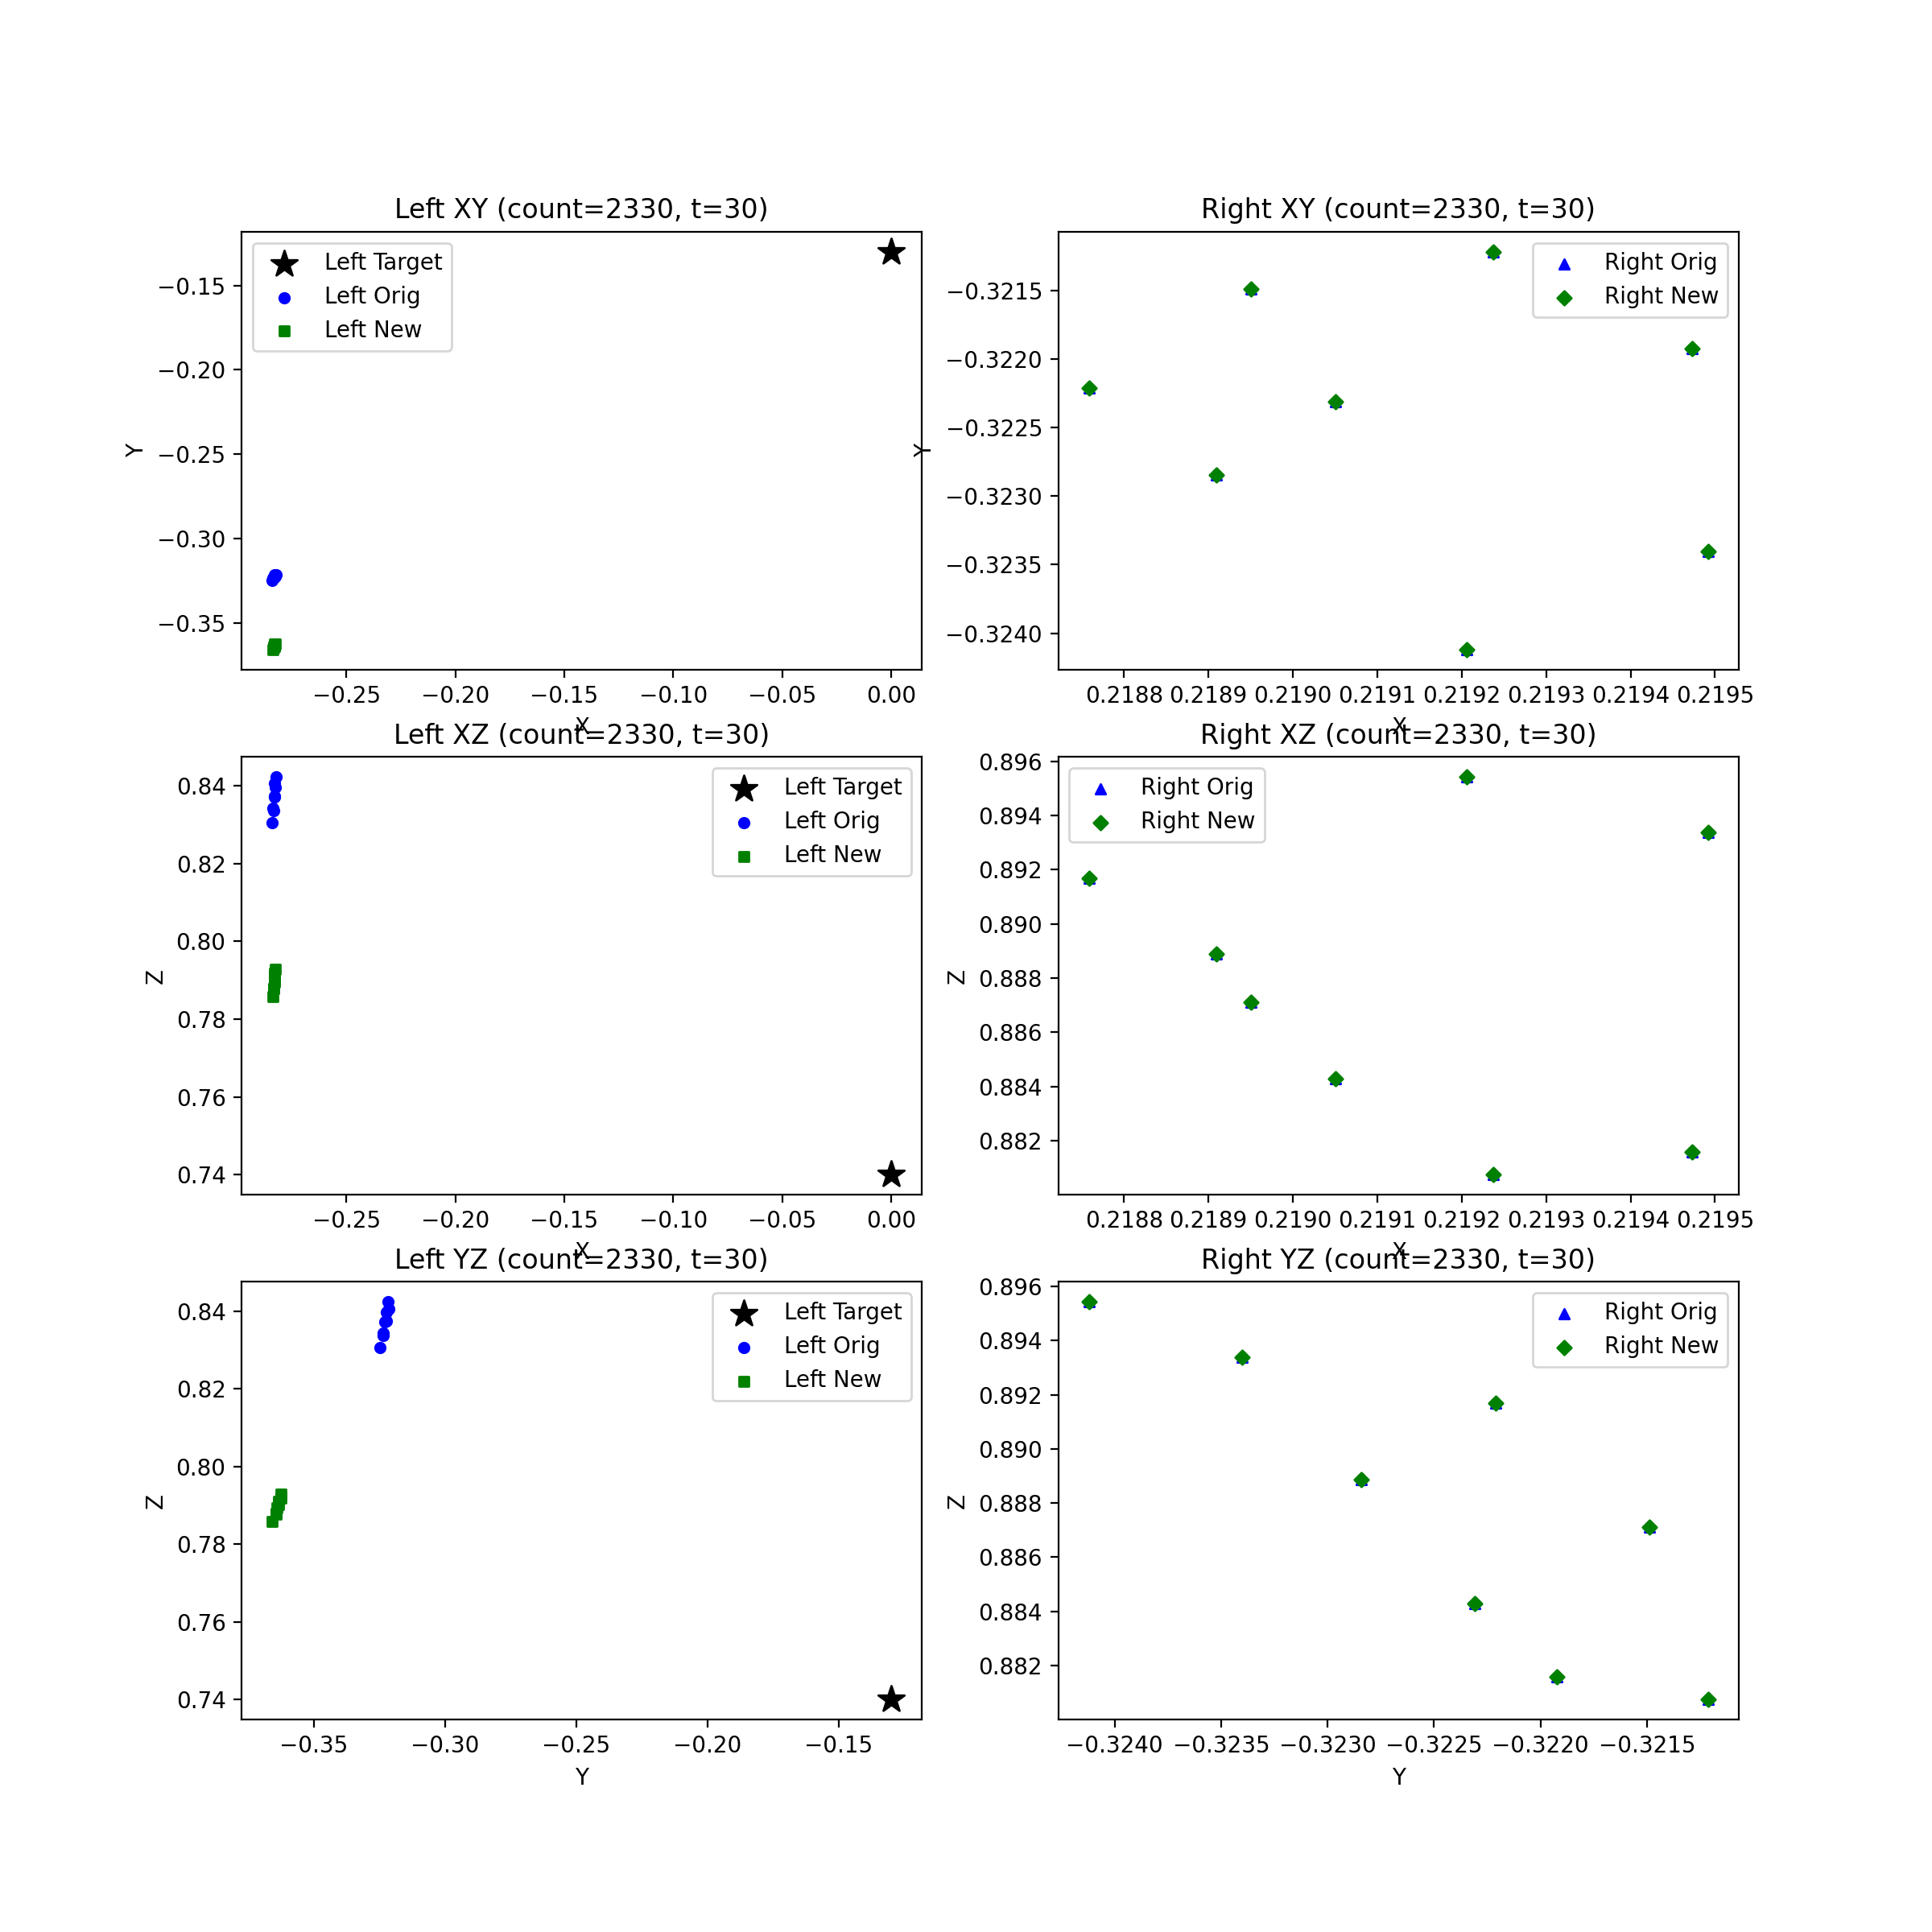 Left XY (count=2330, t=30)
Left Target
Left Orig
Left New
Y
−0.15
−0.20
−0.25
−0.30
−0.35
−0.25 −0.20 −0.15 −0.10 −0.05 0.00
X
Right XY (count=2330, t=30)
Right Orig
Right New
Y
−0.3215
−0.3220
−0.3225
−0.3230
−0.3235
−0.3240
0.2188 0.2189 0.2190 0.2191 0.2192 0.2193 0.2194 0.2195
X
Left XZ (count=2330, t=30)
Left Target
Left Orig
Left New
Z
0.84
0.82
0.80
0.78
0.76
0.74
−0.25 −0.20 −0.15 −0.10 −0.05 0.00
X
Right XZ (count=2330, t=30)
Right Orig
Right New
Z
0.896
0.894
0.892
0.890
0.888
0.886
0.884
0.882
0.2188 0.2189 0.2190 0.2191 0.2192 0.2193 0.2194 0.2195
X
Left YZ (count=2330, t=30)
Left Target
Left Orig
Left New
Z
0.84
0.82
0.80
0.78
0.76
0.74
−0.35 −0.30 −0.25 −0.20 −0.15
Y
Right YZ (count=2330, t=30)
Right Orig
Right New
Z
0.896
0.894
0.892
0.890
0.888
0.886
0.884
0.882
−0.3240 −0.3235 −0.3230 −0.3225 −0.3220 −0.3215
Y